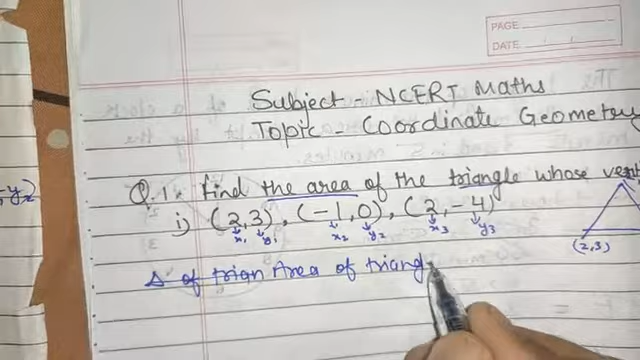 PAGE
DATE
Subject - NCERT Maths
Topic - Coordinate Geometry
-y2)
Q.1. Find the area of the triangle whose
i) (2,3), (-1,0), (2,-4)
x1 y1 x2 y2 x3 y3
(2,3)
Δ of trian Area of triang